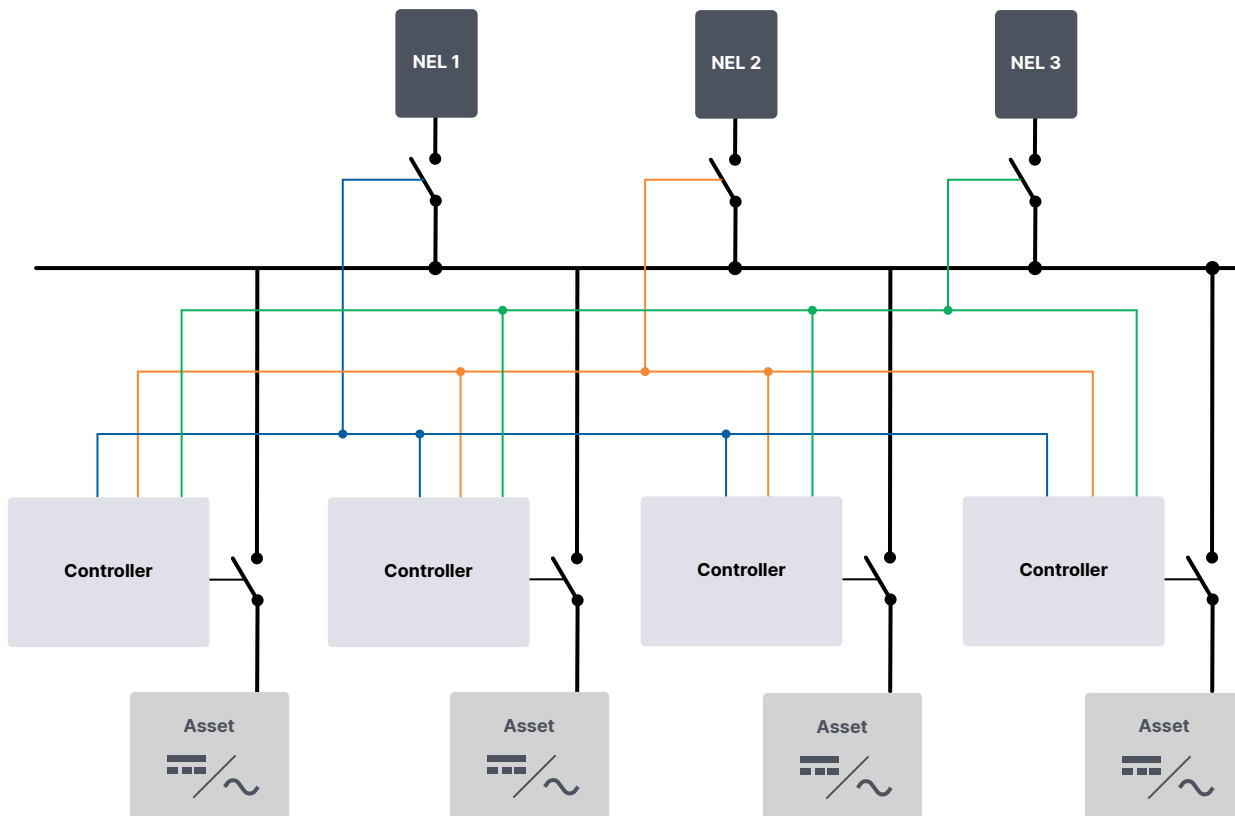 NEL 1
NEL 2
NEL 3
Controller
Controller
Controller
Controller
Asset
Asset
Asset
Asset